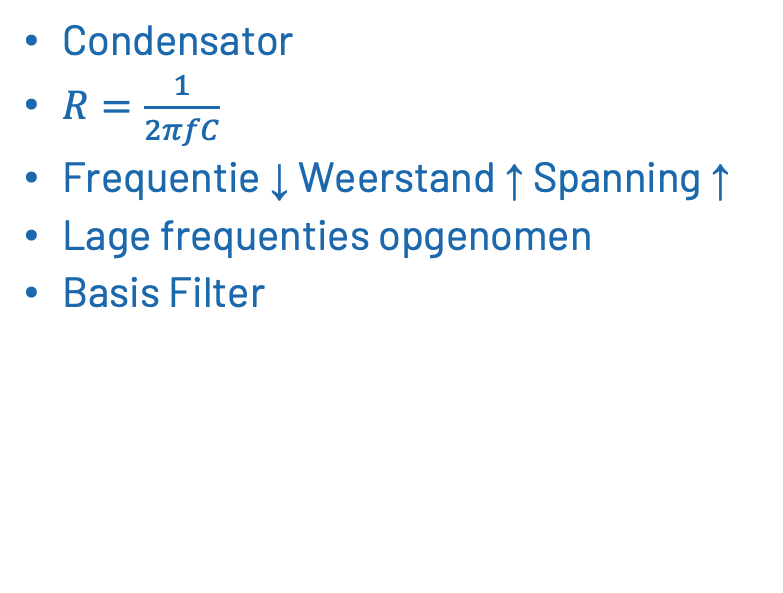 • Condensator
• R = 1/(2πfC)
• Frequentie ↓ Weerstand ↑ Spanning ↑
• Lage frequenties opgenomen
• Basis Filter